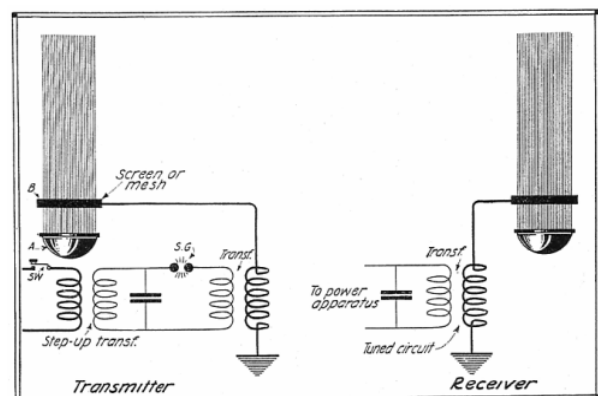 B
Screen or
mesh
A
S.G.
Transf.
SW
Step-up transf.
Transmitter
Transf.
To power
apparatus
Tuned circuit
Receiver